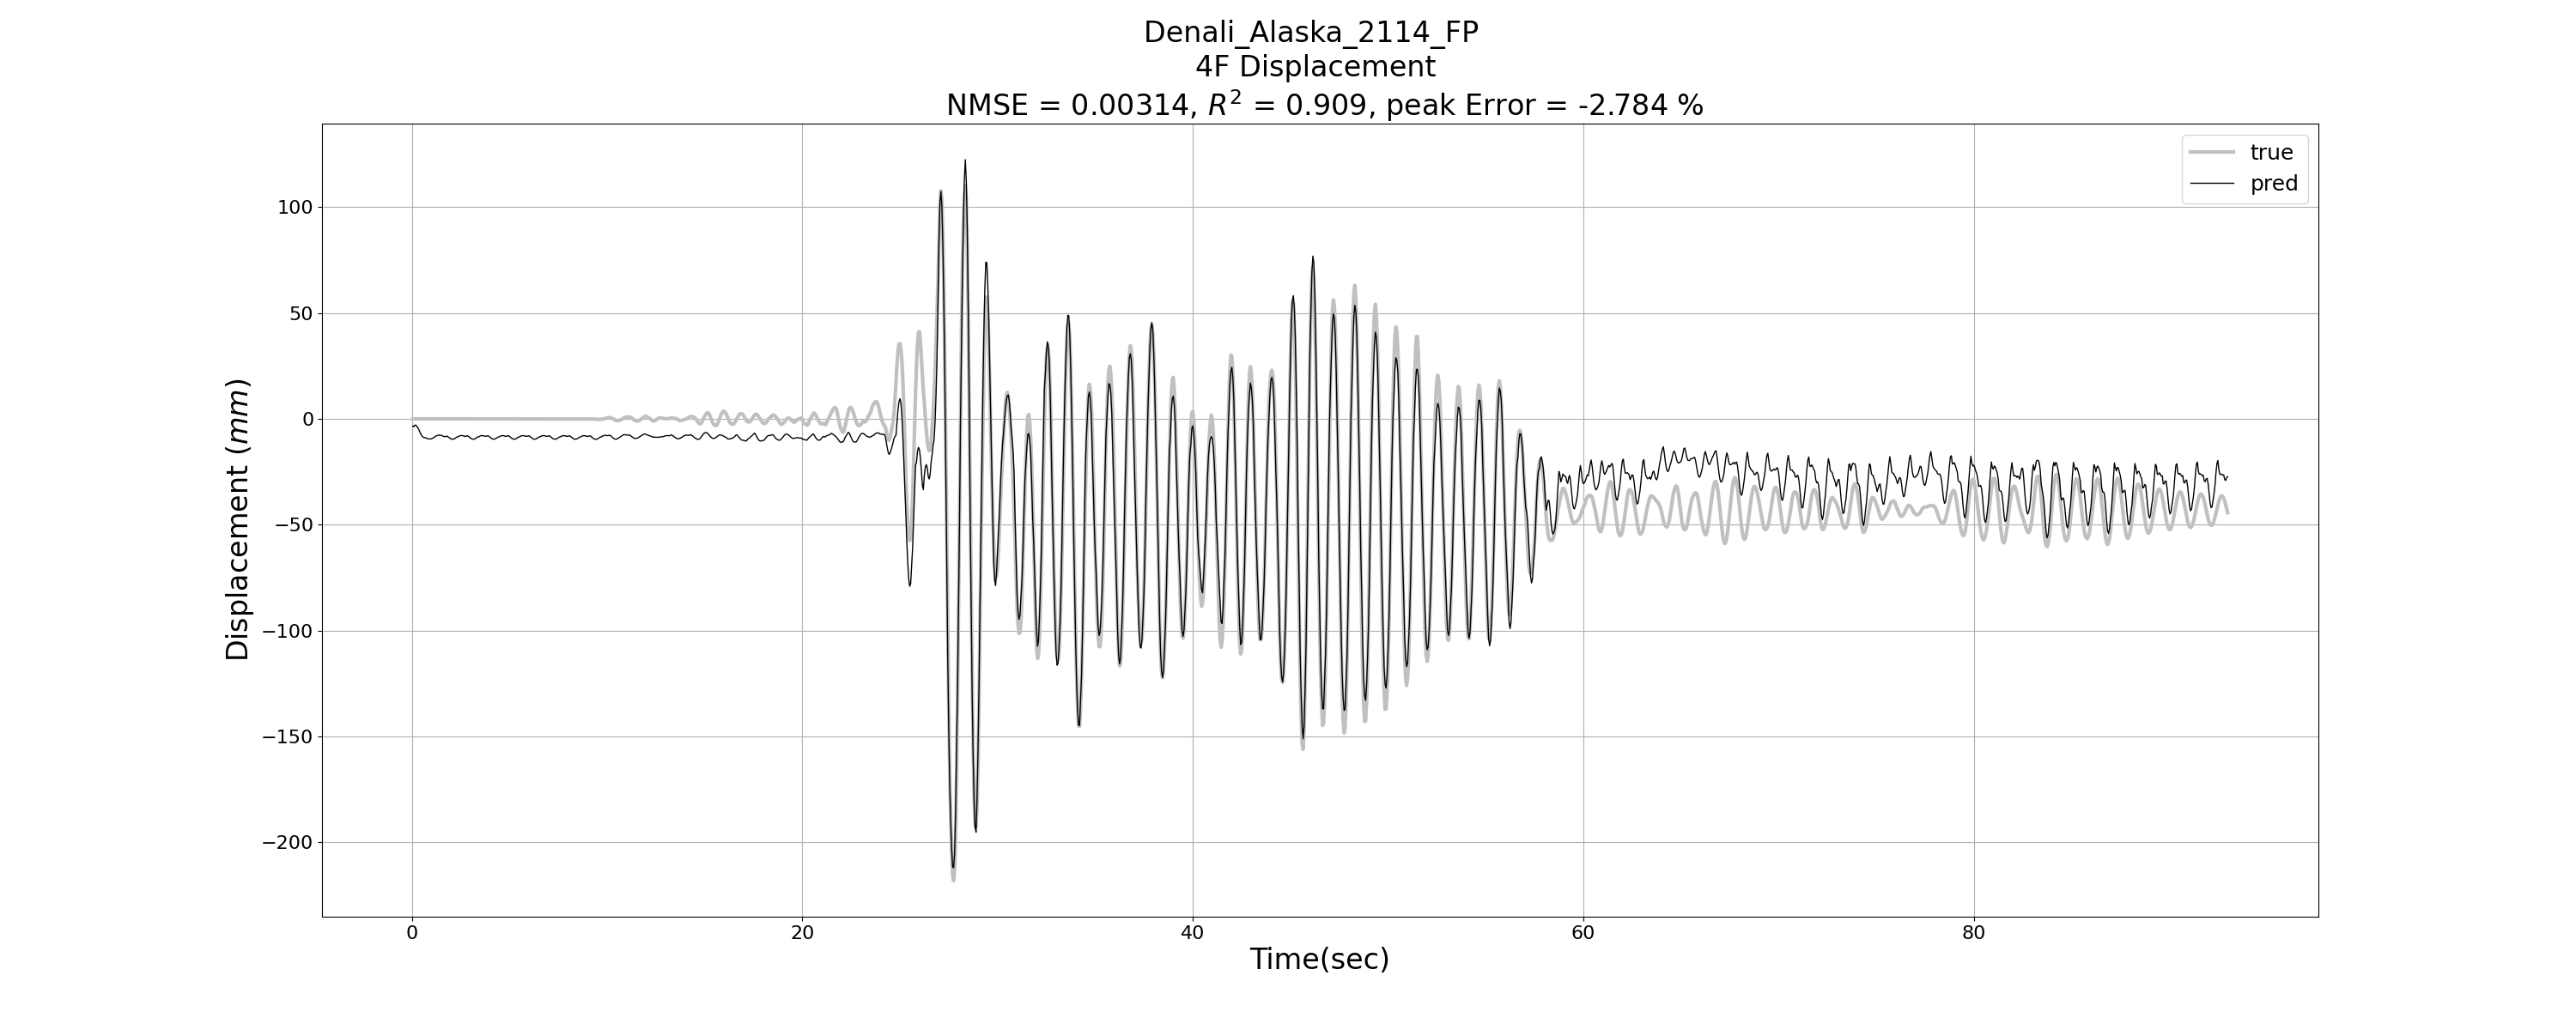 Denali_Alaska_2114_FP
4F Displacement
NMSE = 0.00314, R² = 0.909, peak Error = -2.784 %
true
pred
100
50
0
−50
−100
−150
−200
Displacement (mm)
0 20 40 60 80
Time(sec)